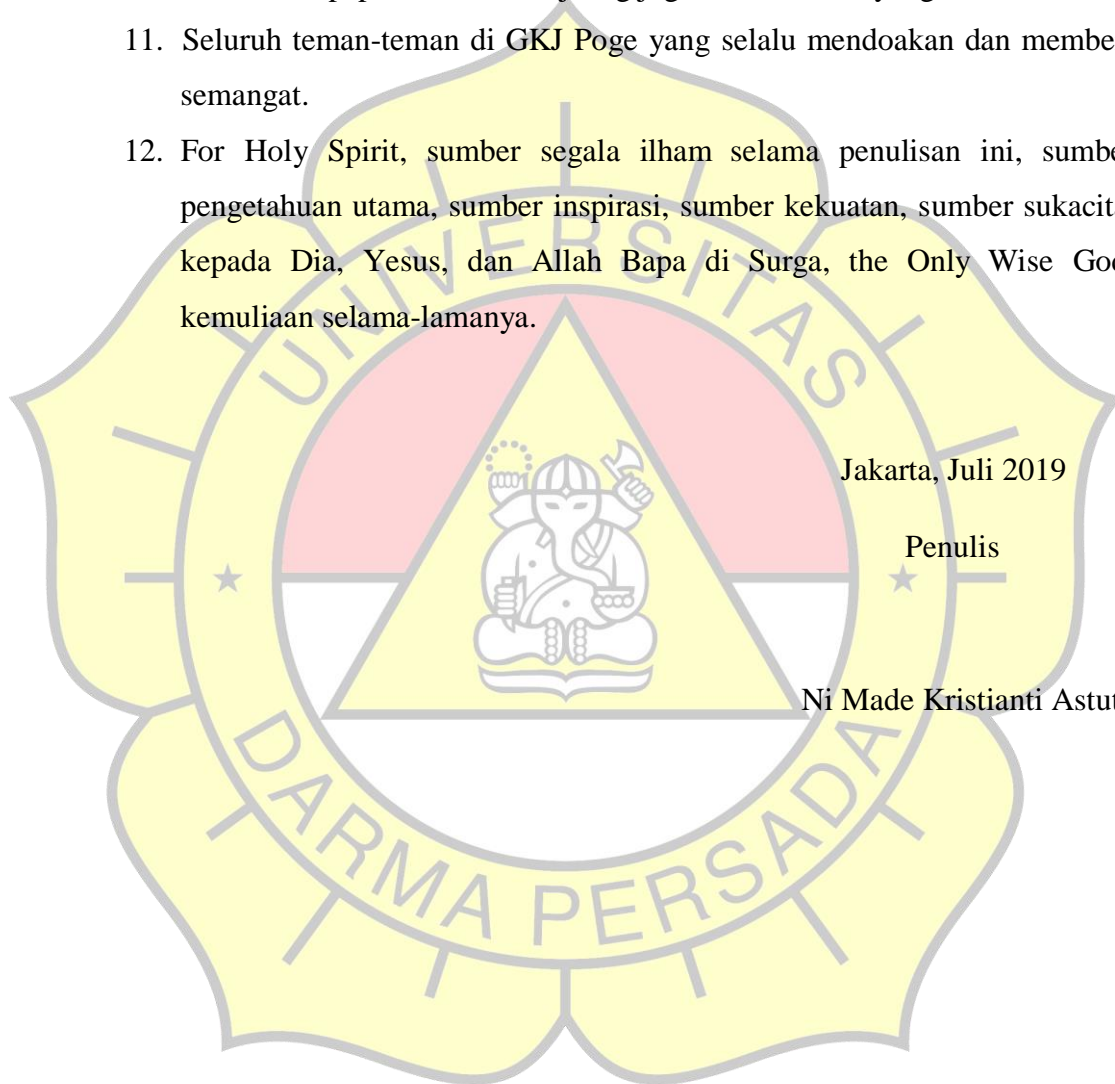 11. Seluruh teman-teman di GKJ Poge yang selalu mendoakan dan membe
semangat.
12. For Holy Spirit, sumber segala ilham selama penulisan ini, sumbe
pengetahuan utama, sumber inspirasi, sumber kekuatan, sumber sukacit
kepada Dia, Yesus, dan Allah Bapa di Surga, the Only Wise God
kemuliaan selama-lamanya.
UNIVERSITAS
Jakarta, Juli 2019
Penulis
Ni Made Kristianti Astut
DARMA PERSADA